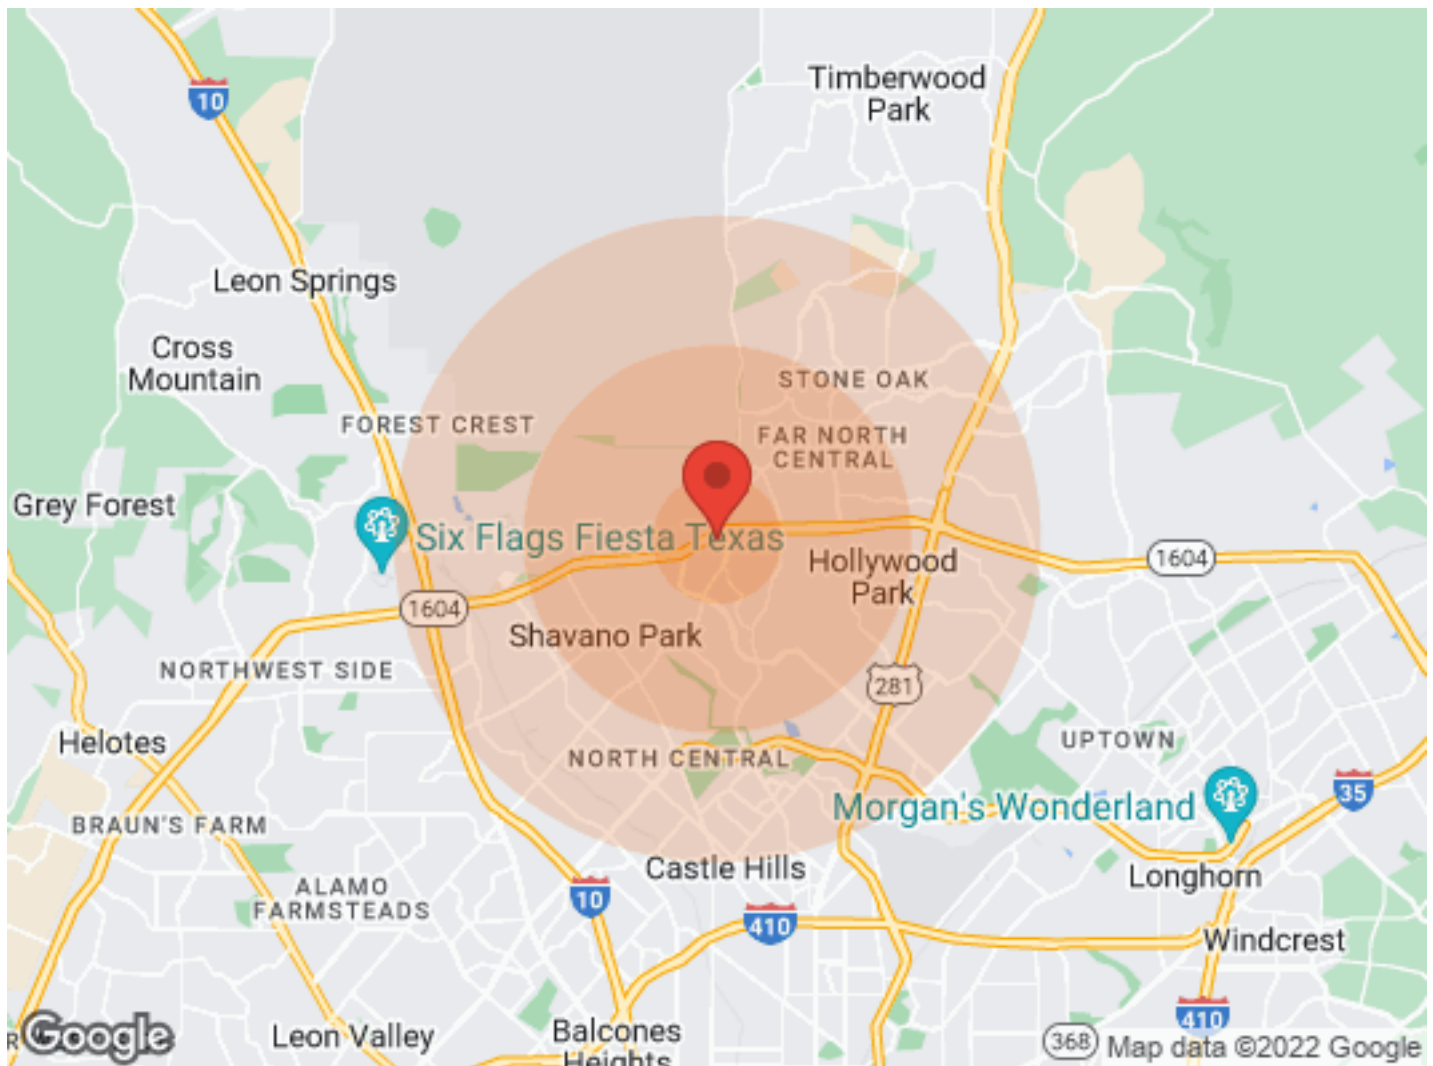 Timberwood
Park
10
Leon Springs
Cross
Mountain
STONE OAK
FOREST CREST
FAR NORTH
CENTRAL
Grey Forest
Six Flags Fiesta Texas
Hollywood
Park
1604
1604
Shavano Park
NORTHWEST SIDE
281
Helotes
UPTOWN
NORTH CENTRAL
35
Morgan's Wonderland
BRAUN'S FARM
Castle Hills
Longhorn
ALAMO
FARMSTEADS
10
410
Windcrest
410
Google
Leon Valley
Balcones
Heights
368
Map data ©2022 Google